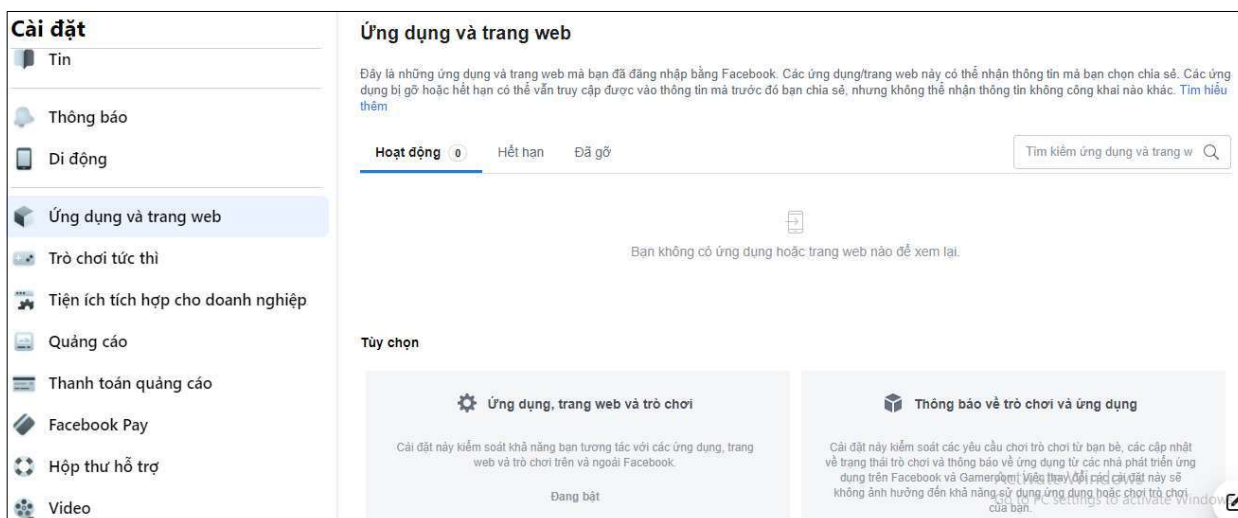 Cài đặt
Tin
Thông báo
Di động
Ứng dụng và trang web
Trò chơi tức thì
Tiện ích tích hợp cho doanh nghiệp
Quảng cáo
Thanh toán quảng cáo
Facebook Pay
Hộp thư hỗ trợ
Video
Ứng dụng và trang web
Đây là những ứng dụng và trang web mà bạn đã đăng nhập bằng Facebook. Các ứng dụng/trang web này có thể nhận thông tin mà bạn chọn chia sẻ. Các ứng
dụng bị gỡ hoặc hết hạn có thể vẫn truy cập được vào thông tin mà trước đó bạn chia sẻ, nhưng không thể nhận thông tin không công khai nào khác. Tìm hiểu
thêm
Hoạt động 0 Hết hạn Đã gỡ
Tìm kiếm ứng dụng và trang w
Bạn không có ứng dụng hoặc trang web nào để xem lại.
Tùy chọn
Ứng dụng, trang web và trò chơi
Cài đặt này kiểm soát khả năng bạn tương tác với các ứng dụng, trang
web và trò chơi trên và ngoài Facebook.
Đang bật
Thông báo về trò chơi và ứng dụng
Cài đặt này kiểm soát các yêu cầu chơi trò chơi từ bạn bè, các cập nhật
về trạng thái trò chơi và thông báo về ứng dụng từ các nhà phát triển ứng
dụng trên Facebook và Gameroom. Việc thay đổi các cài đặt này sẽ
không ảnh hưởng đến khả năng sử dụng ứng dụng hoặc chơi trò chơi
của bạn.
Activate Windows
Go to PC settings to activate Window